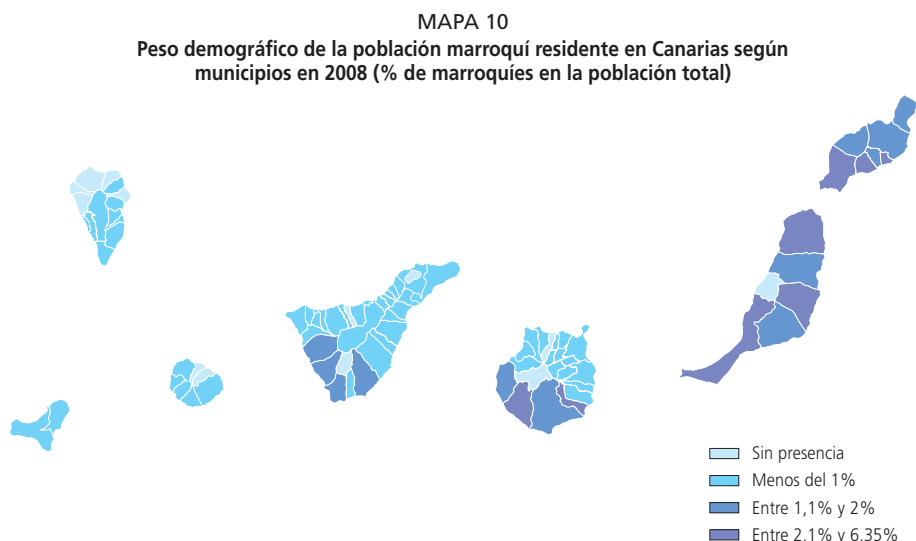 MAPA 10
Peso demográfico de la población marroquí residente en Canarias según
municipios en 2008 (% de marroquíes en la población total)
Sin presencia
Menos del 1%
Entre 1,1% y 2%
Entre 2,1% y 6,35%